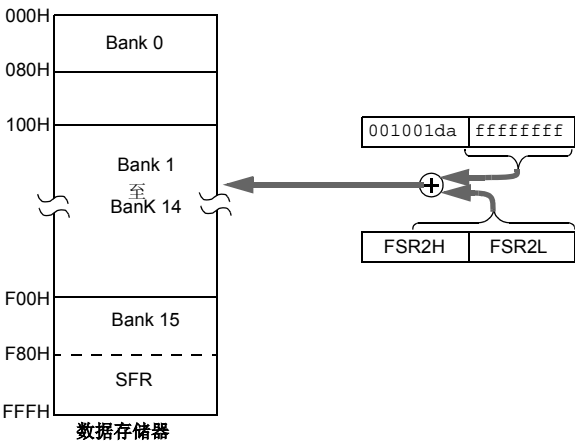 000H
Bank 0
080H
100H
001001da ffffffff
Bank 1
至
BanK 14
FSR2H FSR2L
F00H
Bank 15
F80H
SFR
FFFH
数据存储器